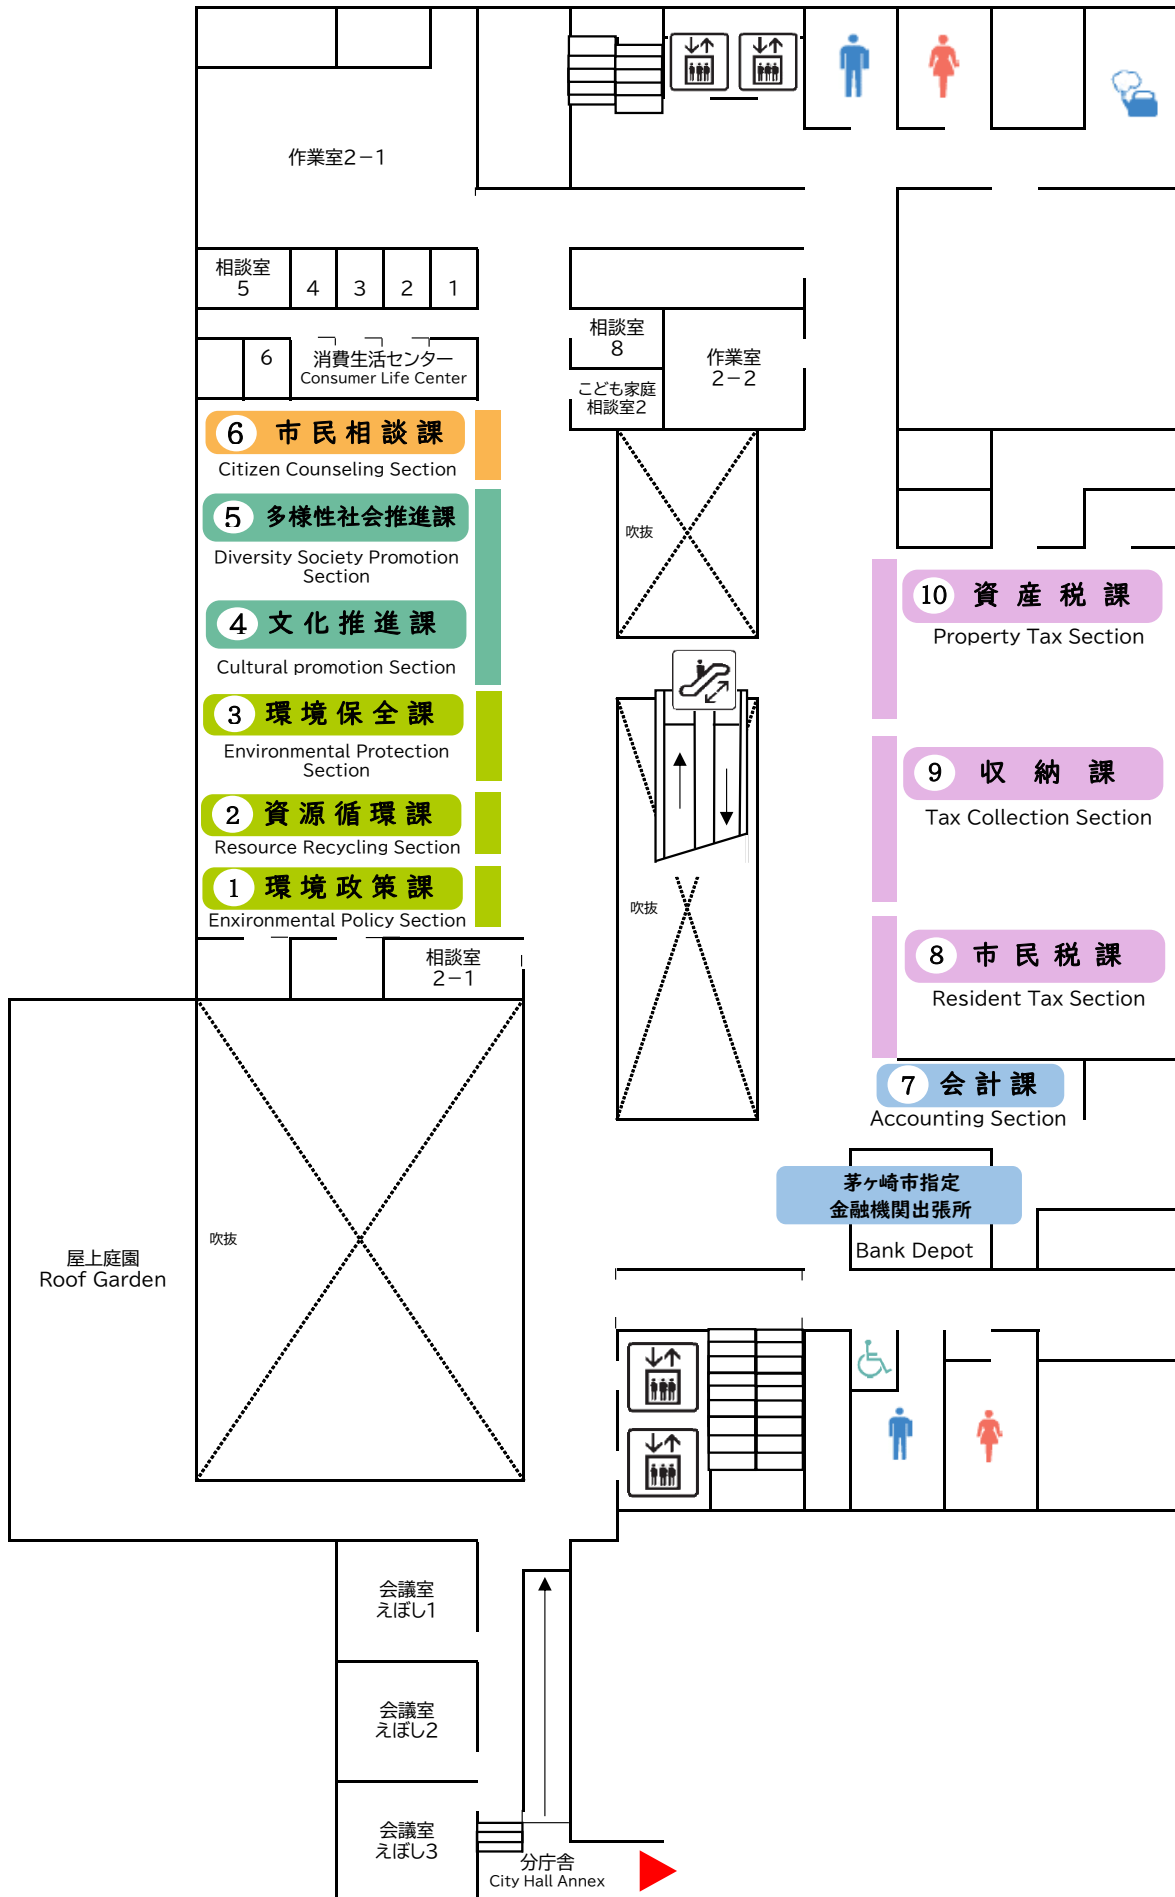 作業室2－1
相談室
5
4
3
2
1
6
消費生活センター
Consumer Life Center
相談室
8
こども家庭
相談室2
作業室
2－2
6 市民相談課
Citizen Counseling Section
5 多様性社会推進課
Diversity Society Promotion
Section
4 文化推進課
Cultural promotion Section
3 環境保全課
Environmental Protection
Section
2 資源循環課
Resource Recycling Section
1 環境政策課
Enxironmental Policy Section
相談室
2－1
吹抜
吹抜
10 資産税課
Property Tax Section
9 収納課
Tax Collection Section
8 市民税課
Resident Tax Section
7 会計課
Accounting Section
茅ヶ崎市指定
金融機関出張所
Bank Depot
屋上庭園
Roof Garden
吹抜
会議室
えぼし1
会議室
えぼし2
会議室
えぼし3
分庁舎
City Hall Annex